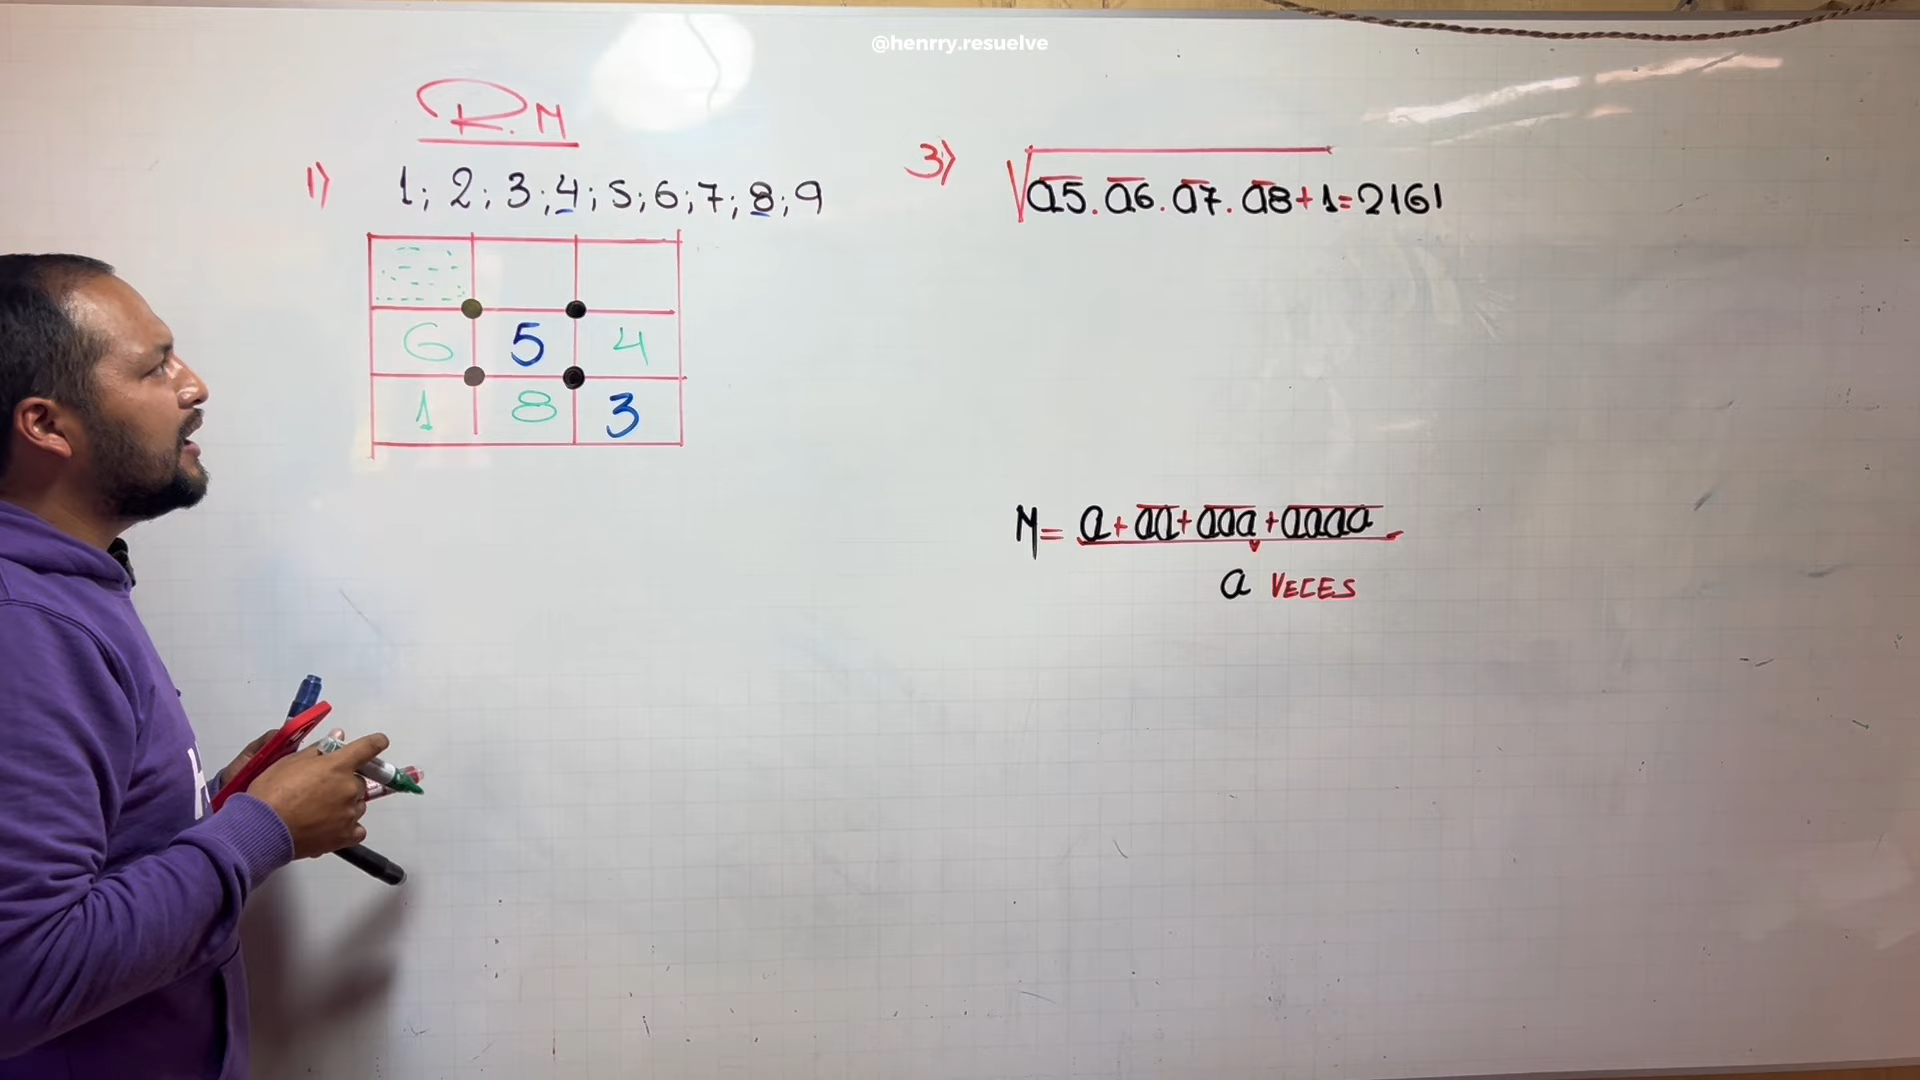 @henrry.resuelve
R.M
1) 1; 2; 3; 4; 5; 6; 7; 8; 9
6 5 4
1 8 3
3) √a5.a6.a7.a8+1=2161
M= a+aa+aaa+aaaa
a VECES